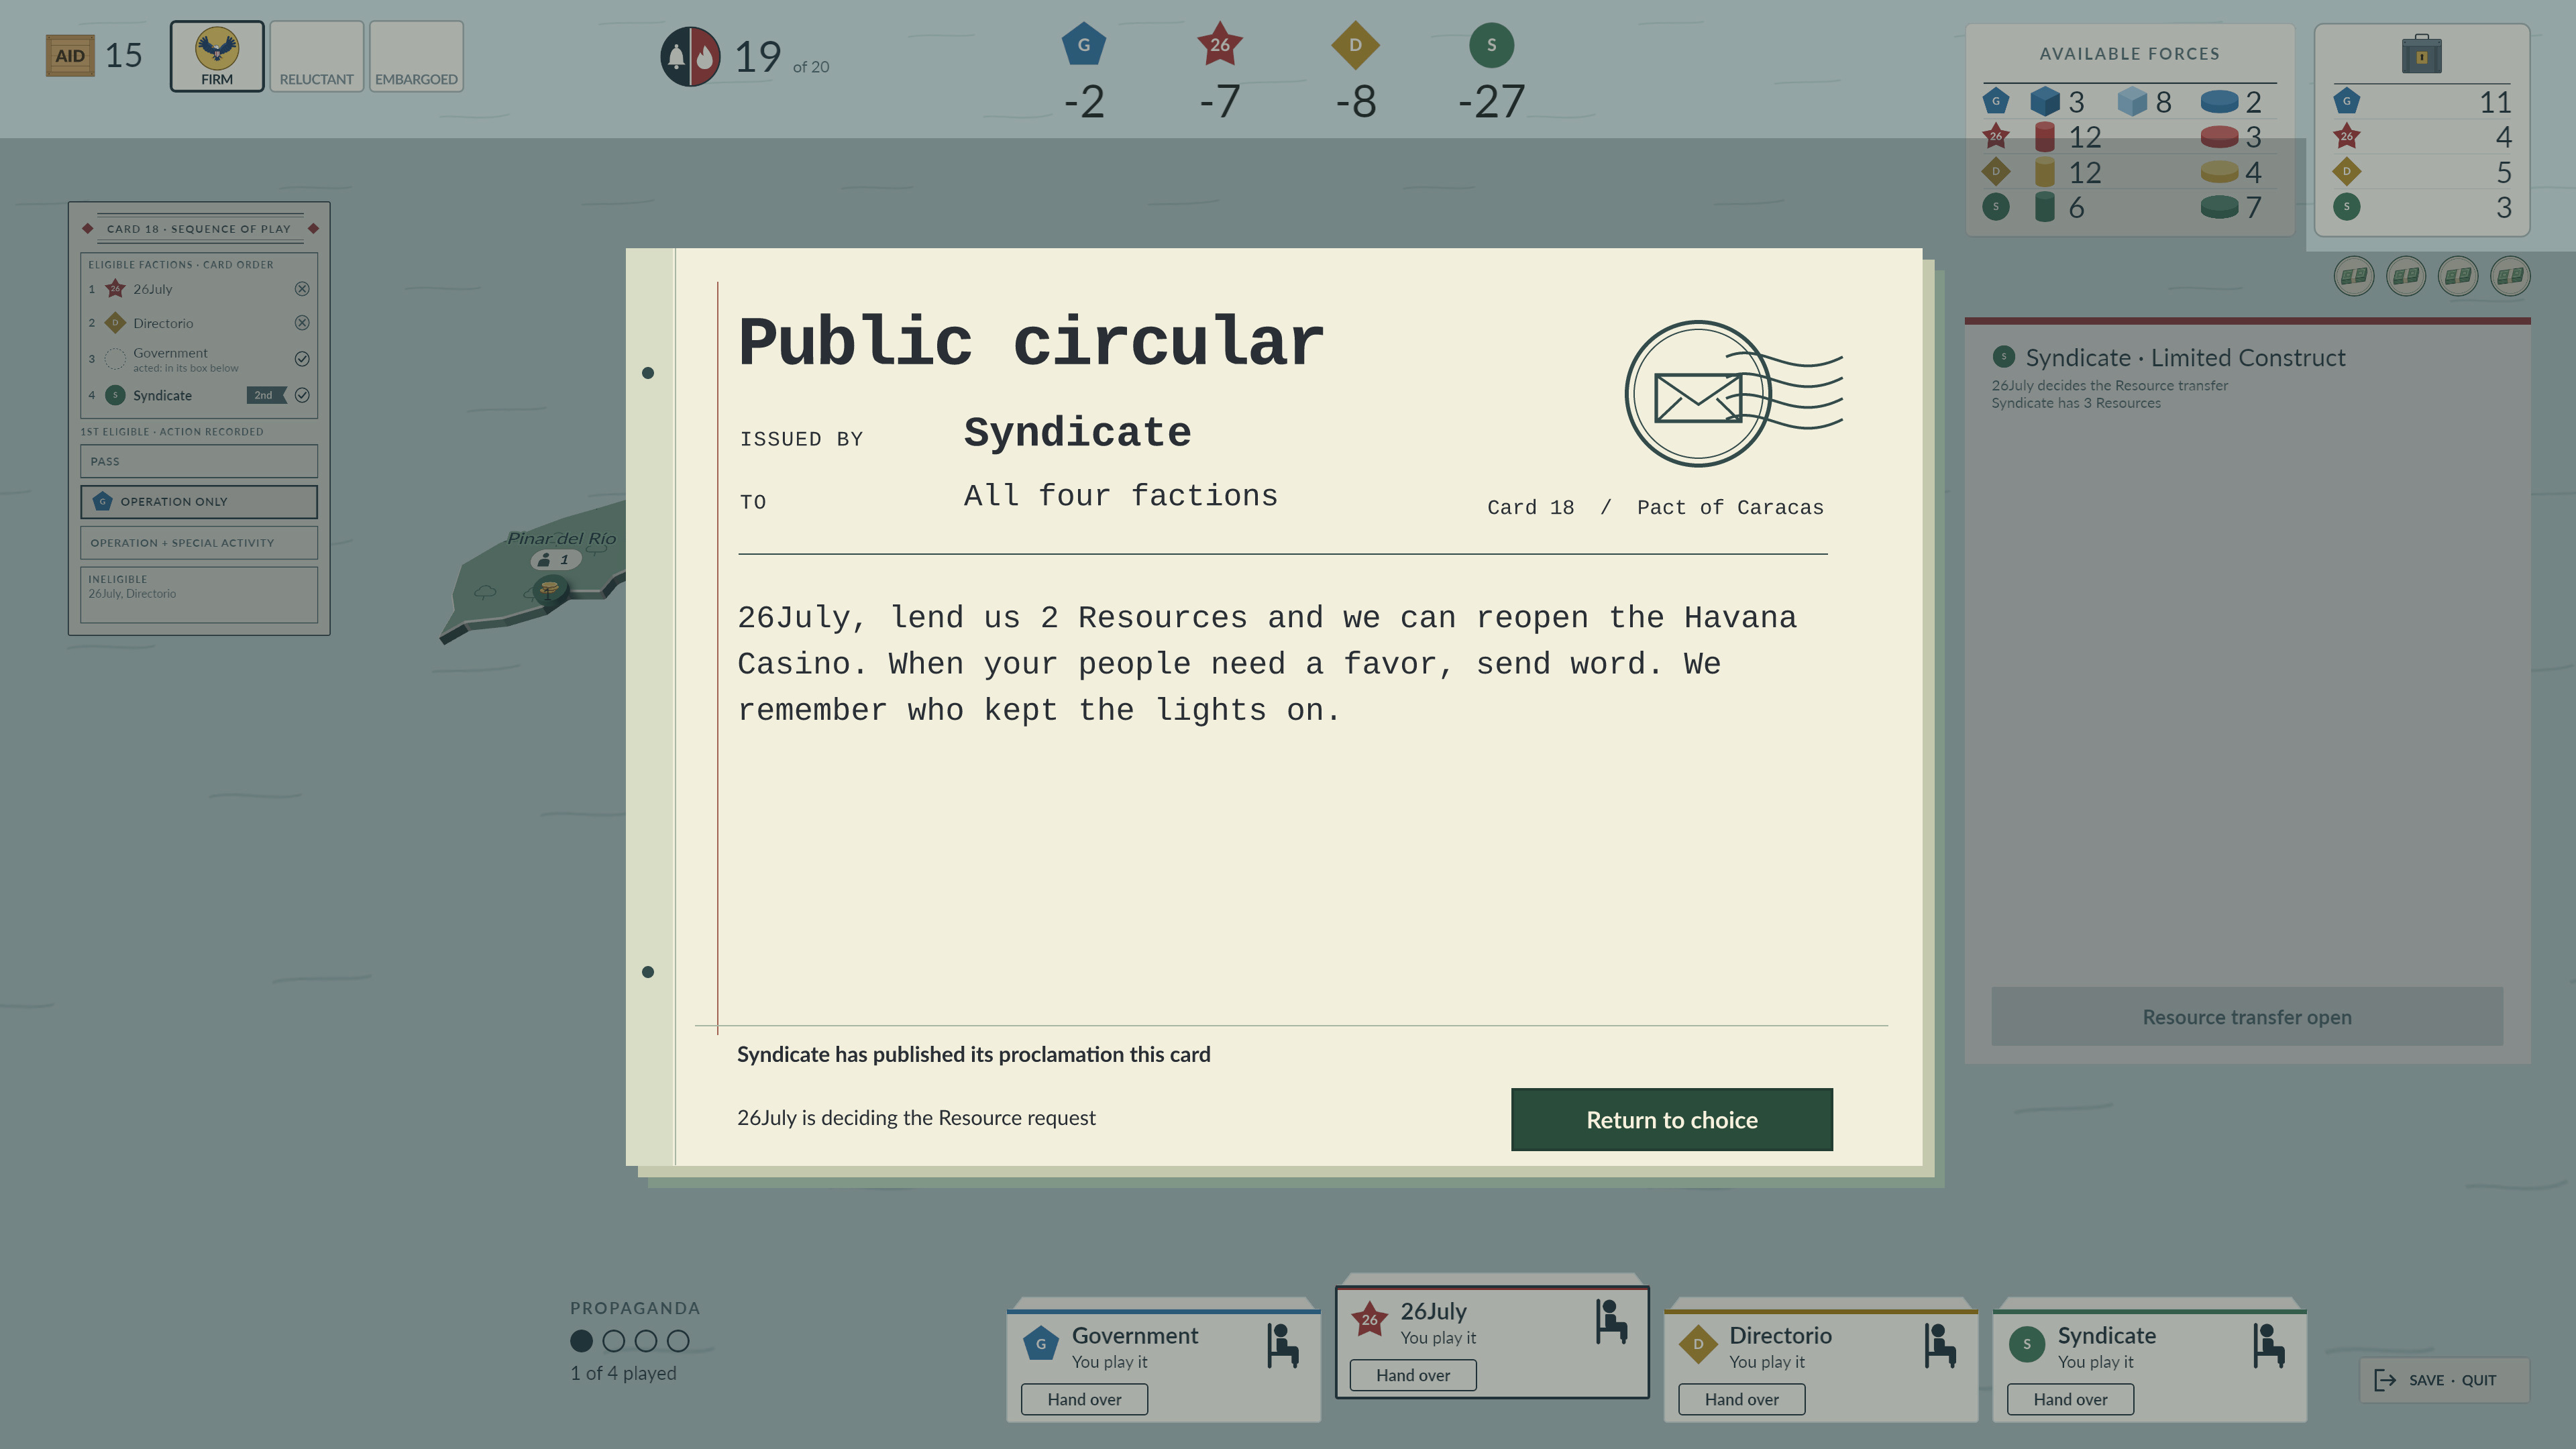 AID 15
FIRM
RELUCTANT
EMBARGOED
19 of 20
G
26
D
S
-2
-7
-8
-27
AVAILABLE FORCES
G 3 8 2
26 12 3
D 12 4
S 6 7
G 11
26 4
D 5
S 3
CARD 18 · SEQUENCE OF PLAY
ELIGIBLE FACTIONS · CARD ORDER
1 26 26July
2 D Directorio
3 Government
acted: in its box below
4 S Syndicate 2nd
1ST ELIGIBLE · ACTION RECORDED
PASS
G OPERATION ONLY
OPERATION + SPECIAL ACTIVITY
INELIGIBLE
26July, Directorio
Pinar del Río
1
1
Public circular
ISSUED BY Syndicate
TO All four factions
Card 18 / Pact of Caracas
26July, lend us 2 Resources and we can reopen the Havana
Casino. When your people need a favor, send word. We
remember who kept the lights on.
Syndicate has published its proclamation this card
26July is deciding the Resource request
Return to choice
S Syndicate · Limited Construct
26July decides the Resource transfer
Syndicate has 3 Resources
Resource transfer open
PROPAGANDA
1 of 4 played
G Government
You play it
Hand over
26 26July
You play it
Hand over
D Directorio
You play it
Hand over
S Syndicate
You play it
Hand over
SAVE · QUIT